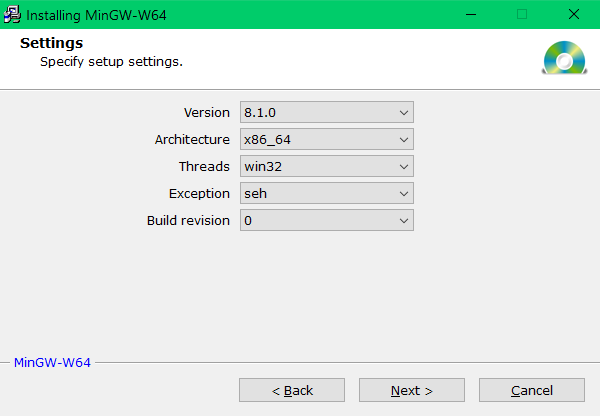 Installing MinGW-W64
Settings
Specify setup settings.
Version 8.1.0
Architecture x86_64
Threads win32
Exception seh
Build revision 0
MinGW-W64
< Back Next > Cancel